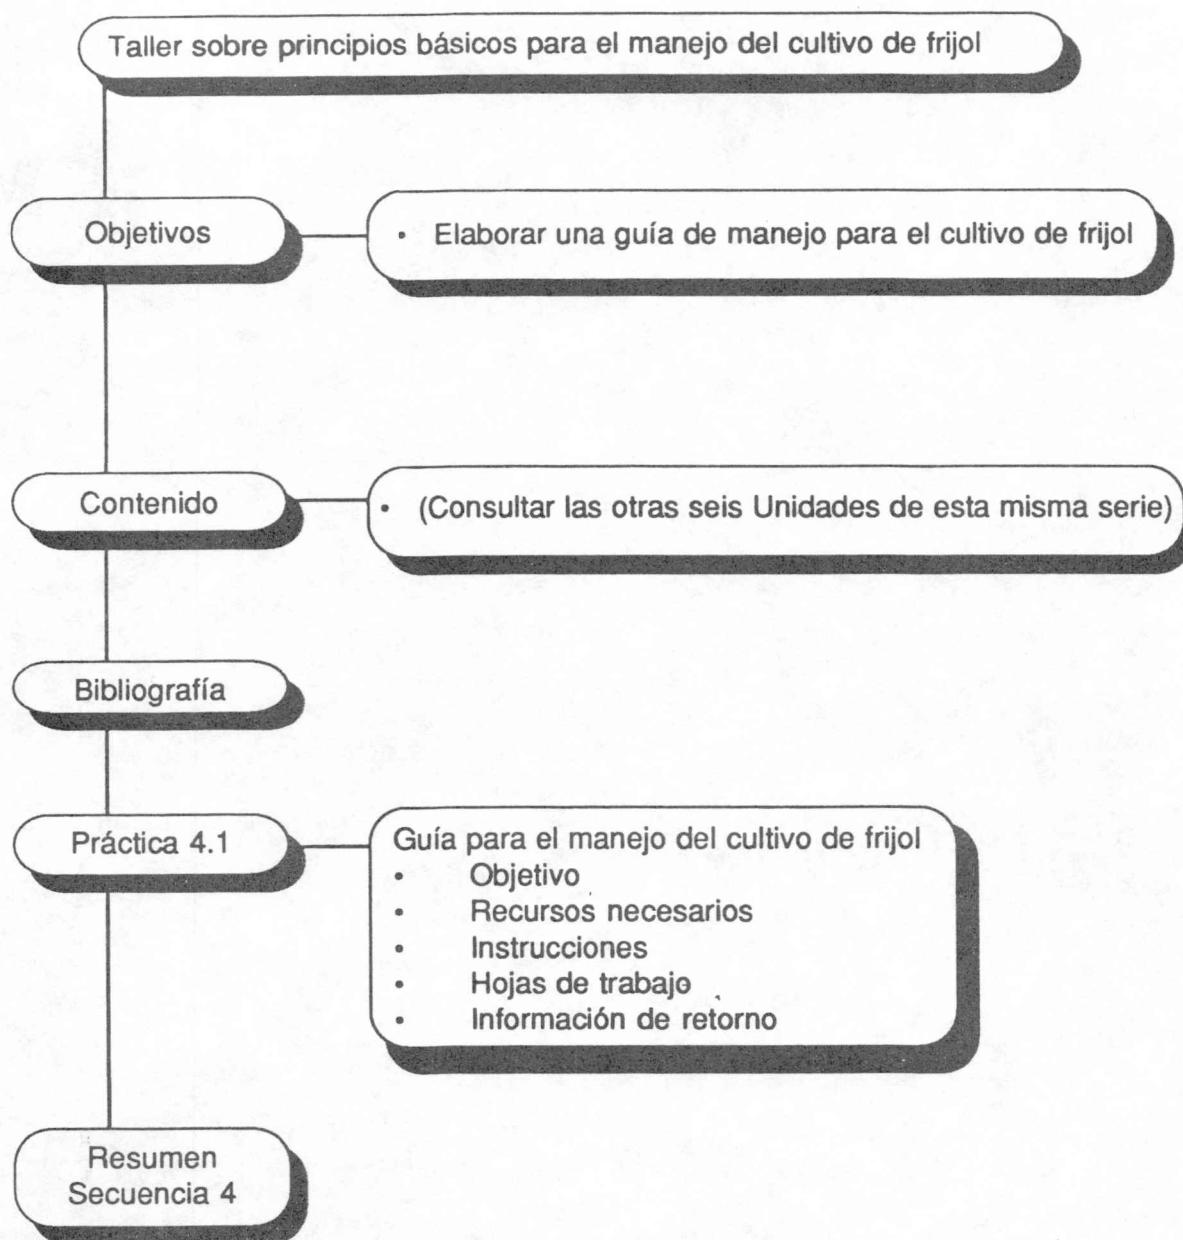 Taller sobre principios básicos para el manejo del cultivo de frijol
Objetivos
• Elaborar una guía de manejo para el cultivo de frijol
Contenido
• (Consultar las otras seis Unidades de esta misma serie)
Bibliografía
Práctica 4.1
Guía para el manejo del cultivo de frijol
• Objetivo
• Recursos necesarios
• Instrucciones
• Hojas de trabajo
• Información de retorno
Resumen
Secuencia 4